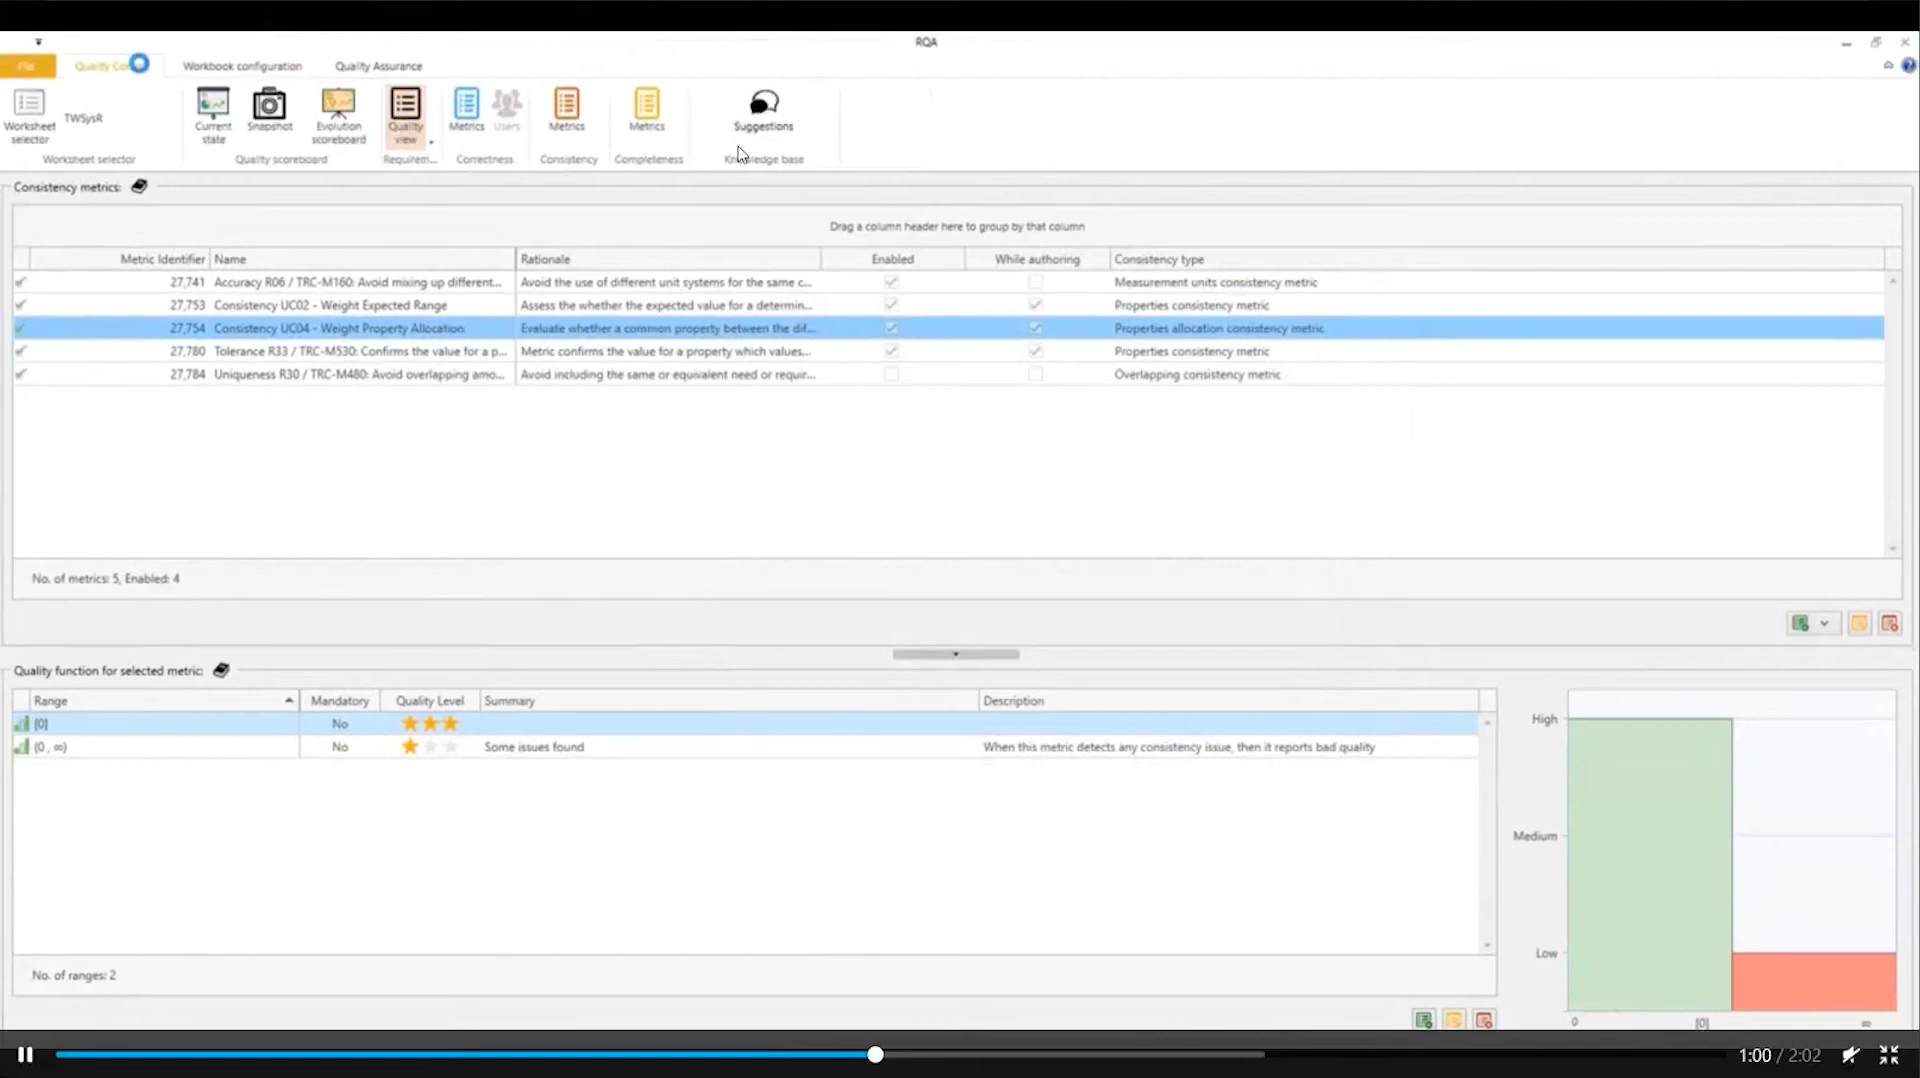 RQA
File Quality Co Workbook configuration Quality Assurance
Worksheet selector TWSysR Current state Snapshot Evolution scoreboard Quality view Metrics Users Metrics Metrics Suggestions
Worksheet selector Quality scoreboard Requirem... Correctness Consistency Completeness Knowledge base
Consistency metrics:
Drag a column header here to group by that column
Metric Identifier Name Rationale Enabled While authoring Consistency type
27,741 Accuracy R06 / TRC-M160: Avoid mixing up different... Avoid the use of different unit systems for the same c... Measurement units consistency metric
27,753 Consistency UC02 - Weight Expected Range Assess the whether the expected value for a determin... Properties consistency metric
27,754 Consistency UC04 - Weight Property Allocation Evaluate whether a common property between the dif... Properties allocation consistency metric
27,780 Tolerance R33 / TRC-M530: Confirms the value for a p... Metric confirms the value for a property which values... Properties consistency metric
27,784 Uniqueness R30 / TRC-M480: Avoid overlapping amo... Avoid including the same or equivalent need or requir... Overlapping consistency metric
No. of metrics: 5, Enabled: 4
Quality function for selected metric:
Range Mandatory Quality Level Summary Description
[0] No
(0 , ∞) No Some issues found When this metric detects any consistency issue, then it reports bad quality
No. of ranges: 2
High
Medium
Low
0 [0] ∞
1:00 / 2:02